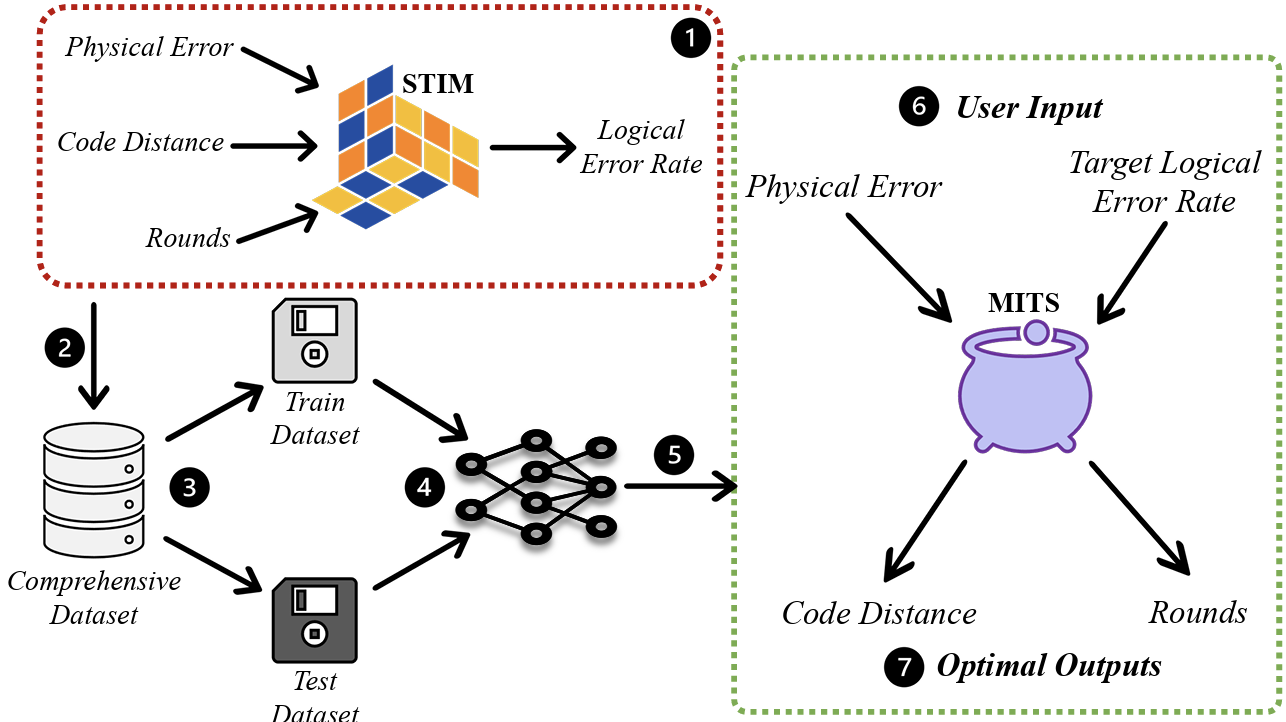 1
Physical Error
STIM
Code Distance
Logical
Error Rate
Rounds
2
Train
Dataset
3
4
5
Comprehensive
Dataset
Test
Dataset
6 User Input
Physical Error
Target Logical
Error Rate
MITS
Code Distance
Rounds
7 Optimal Outputs